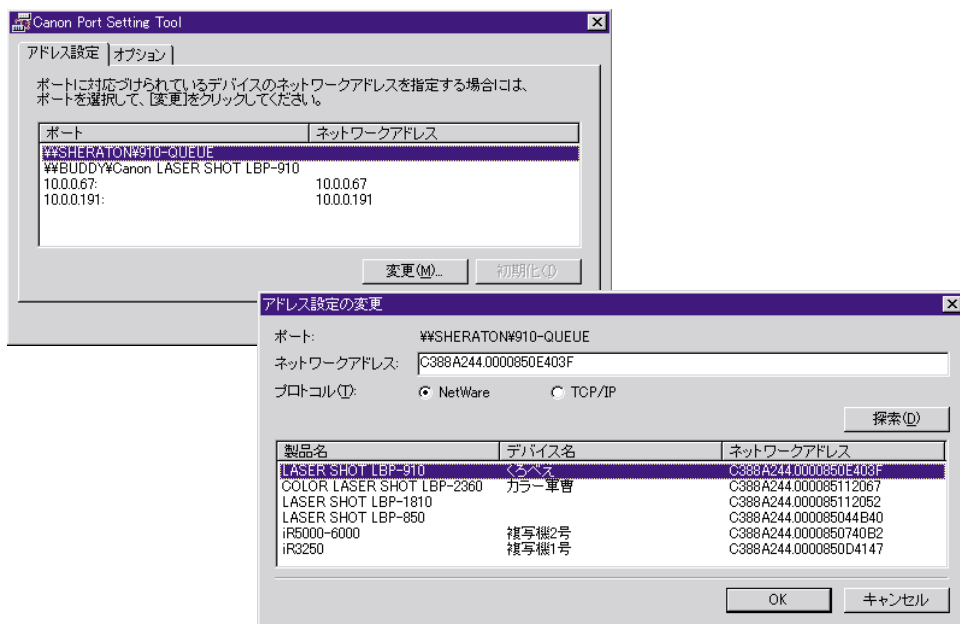 Canon Port Setting Tool
アドレス設定 オプション
ポートに対応づけられているデバイスのネットワークアドレスを指定する場合には、
ポートを選択して、[変更]をクリックしてください。
ポート ネットワークアドレス
¥¥SHERATON¥910-QUEUE
¥¥BUDDY¥Canon LASER SHOT LBP-910
10.0.0.67: 10.0.0.67
10.0.0.191: 10.0.0.191
変更(M)... 初期化(I)
アドレス設定の変更
ポート: ¥¥SHERATON¥910-QUEUE
ネットワークアドレス: C388A244.0000850E403F
プロトコル(T): NetWare TCP/IP
探索(D)
製品名 デバイス名 ネットワークアドレス
LASER SHOT LBP-910 くろべえ C388A244.0000850E403F
COLOR LASER SHOT LBP-2360 カラー軍曹 C388A244.000085112067
LASER SHOT LBP-1810 C388A244.000085112052
LASER SHOT LBP-850 C388A244.000085044B40
iR5000-6000 複写機2号 C388A244.0000850740B2
iR3250 複写機1号 C388A244.0000850D4147
OK キャンセル